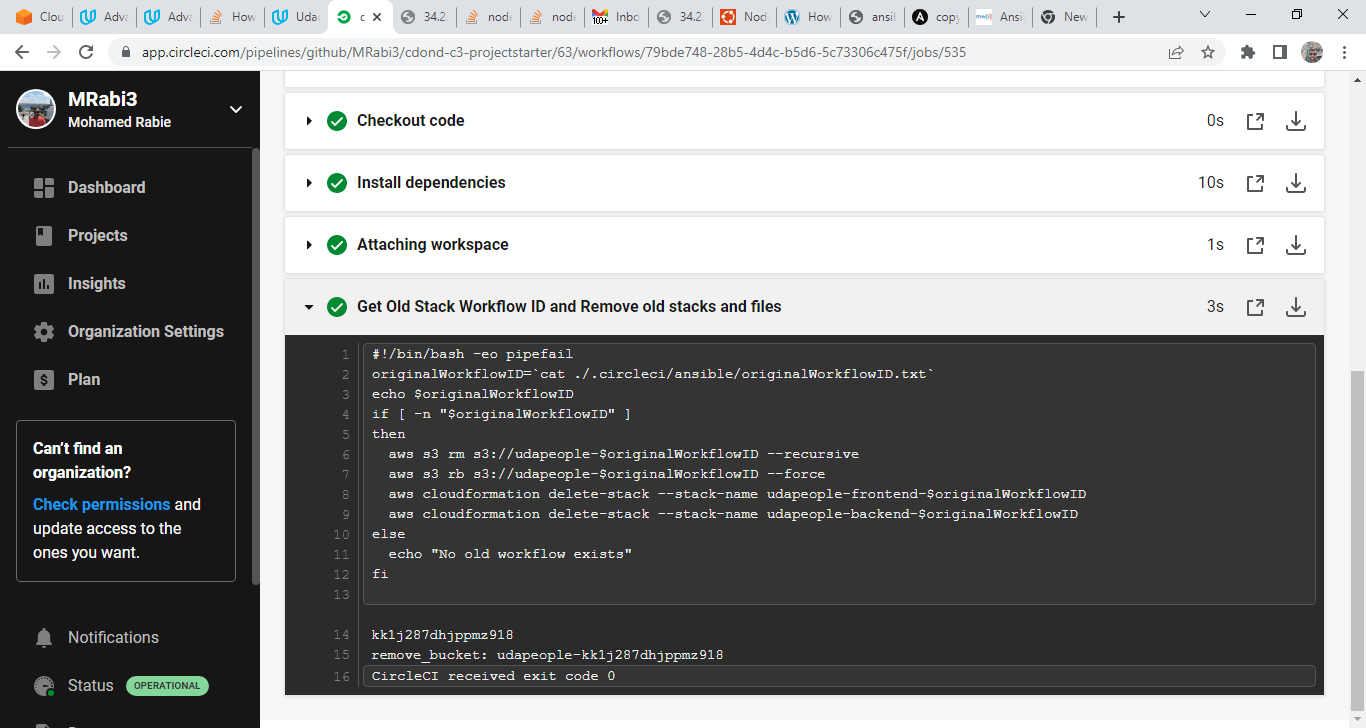 Clou
Adva
Adva
How
Uda
c
34.2
node
node
Inbo
34.2
Nod
How
ansil
copy
Ansi
New
app.circleci.com/pipelines/github/MRabi3/cdond-c3-projectstarter/63/workflows/79bde748-28b5-4d4c-b5d6-5c73306c475f/jobs/535
MRabi3
Mohamed Rabie
Dashboard
Projects
Insights
Organization Settings
Plan
Can't find an
organization?
Check permissions and
update access to the
ones you want.
Notifications
Status OPERATIONAL
Checkout code 0s
Install dependencies 10s
Attaching workspace 1s
Get Old Stack Workflow ID and Remove old stacks and files 3s
1 #!/bin/bash -eo pipefail
2 originalWorkflowID=`cat ./.circleci/ansible/originalWorkflowID.txt`
3 echo $originalWorkflowID
4 if [ -n "$originalWorkflowID" ]
5 then
6 aws s3 rm s3://udapeople-$originalWorkflowID --recursive
7 aws s3 rb s3://udapeople-$originalWorkflowID --force
8 aws cloudformation delete-stack --stack-name udapeople-frontend-$originalWorkflowID
9 aws cloudformation delete-stack --stack-name udapeople-backend-$originalWorkflowID
10 else
11 echo "No old workflow exists"
12 fi
13
14 kk1j287dhjppmz918
15 remove_bucket: udapeople-kk1j287dhjppmz918
16 CircleCI received exit code 0